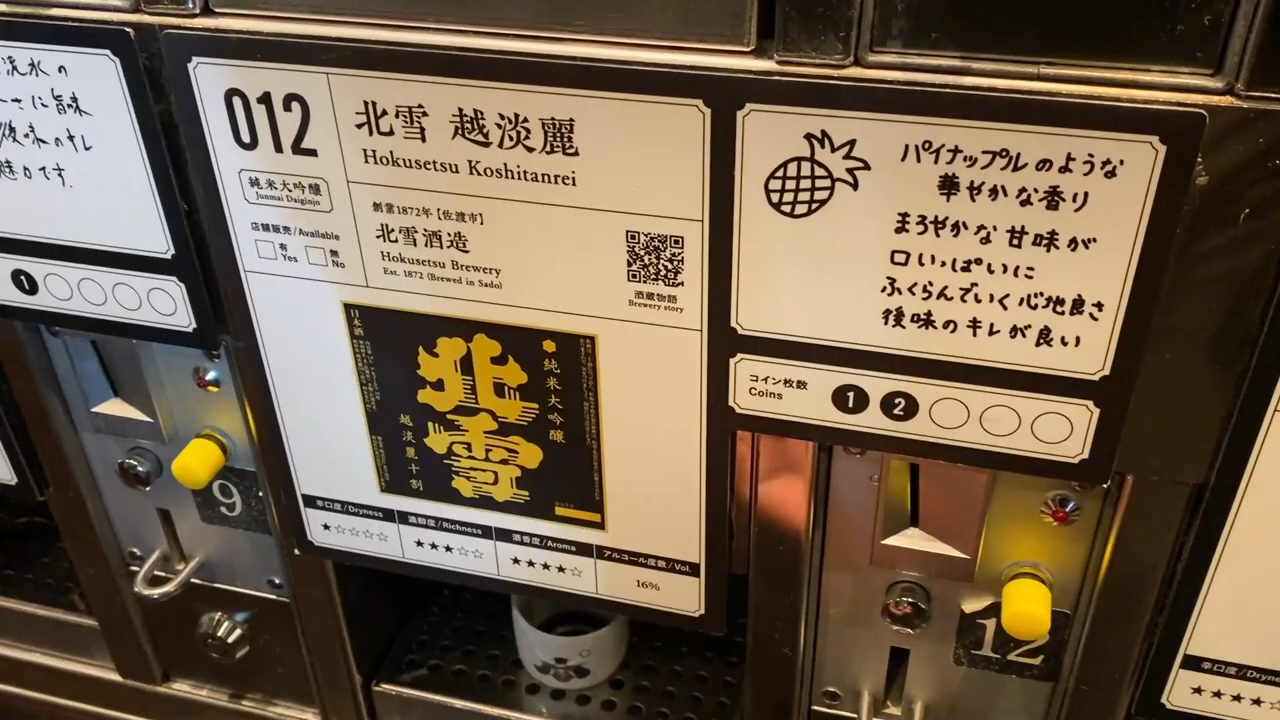 流水の
さに旨味
後味のキレ
魅力です。
1
9
012
純米大吟醸
Junmai Daiginjo
店舗販売/Available
有
Yes
無
No
北雪 越淡麗
Hokusetsu Koshitanrei
創業1872年【佐渡市】
北雪酒造
Hokusetsu Brewery
Est. 1872 (Brewed in Sado)
酒蔵物語
Brewery story
日本酒
北雪
純米大吟醸
越淡麗十割
辛口度/Dryness
★☆☆☆☆
濃醇度/Richness
★★★☆☆
酒香度/Aroma
★★★★☆
アルコール度数/Vol.
16%
パイナップルのような
華やかな香り
まろやかな甘味が
口いっぱいに
ふくらんでいく心地良さ
後味のキレが良い
コイン枚数
Coins
1 2
12
辛口度/Dryne
★★★★